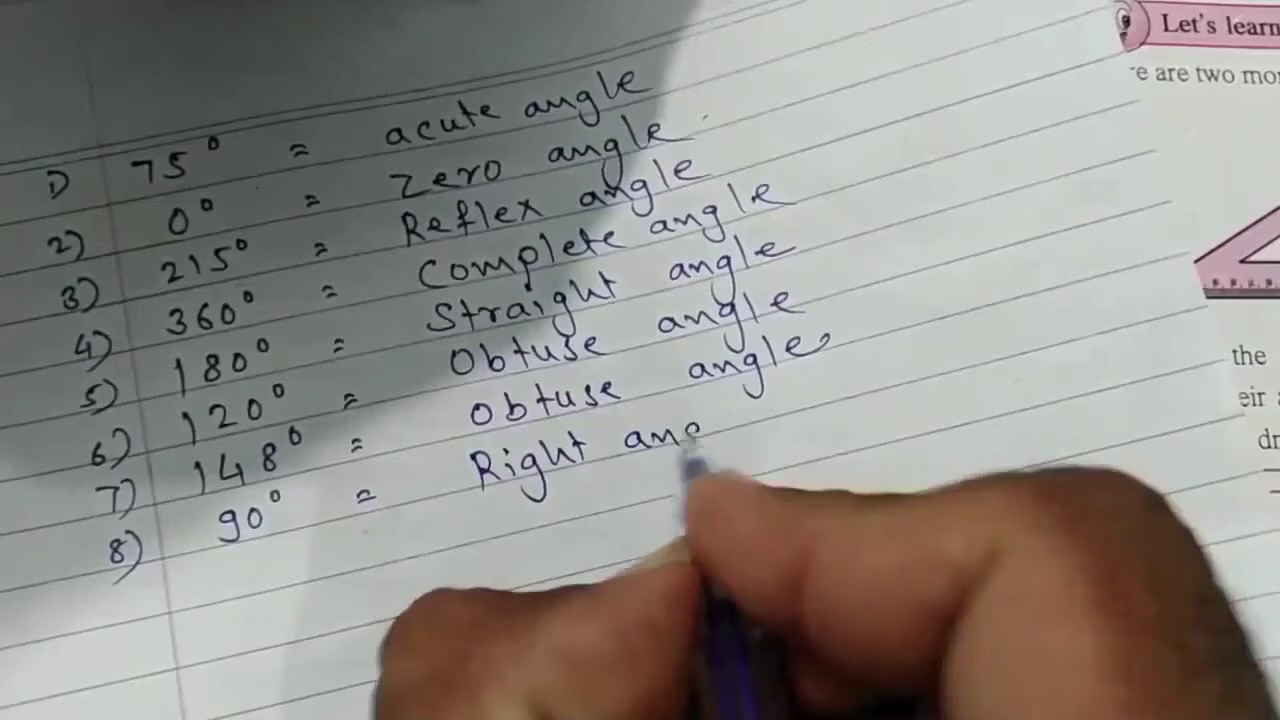 1) 75° = acute angle
2) 0° = Zero angle
3) 215° = Reflex angle
4) 360° = Complete angle
5) 180° = Straight angle
6) 120° = Obtuse angle
7) 148° = Obtuse angle
8) 90° = Right ang
Let's learn
e are two mor
the
eir a
dr